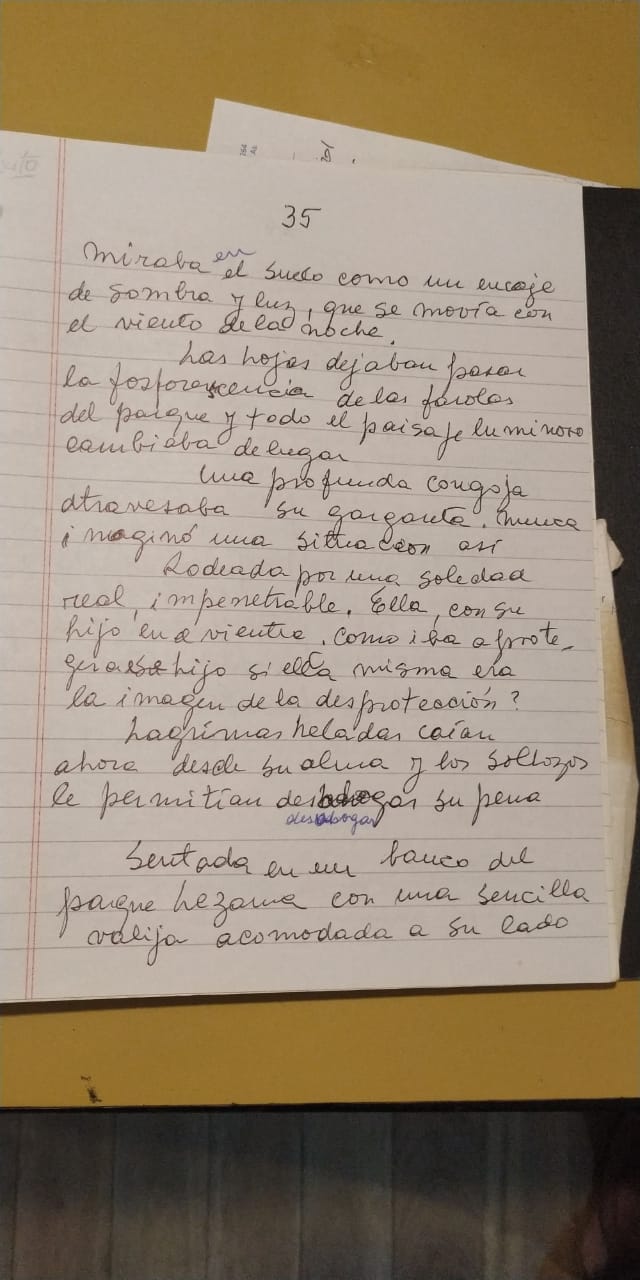 35
Miraba en el suelo como un encaje
de sombra y luz, que se movía con
el viento de la noche.
Las hojas dejaban pasar
la fosforescencia de las farolas
del parque y todo el paisaje luminoso
cambiaba de lugar
Una profunda congoja
atravesaba su garganta. Nunca
imaginó una situacion así
Rodeada por una soledad
real, impenetrable. Ella, con su
hijo en el vientre. como iba a prote-
ger a ese hijo si ella misma era
la imagen de la desprotección?
Lagrimas heladas caían
ahora desde su alma y los sollozos
le permitían desahogar su pena
desahogar
Sentada en un banco del
parque Lezama con una sencilla
valija acomodada a su lado